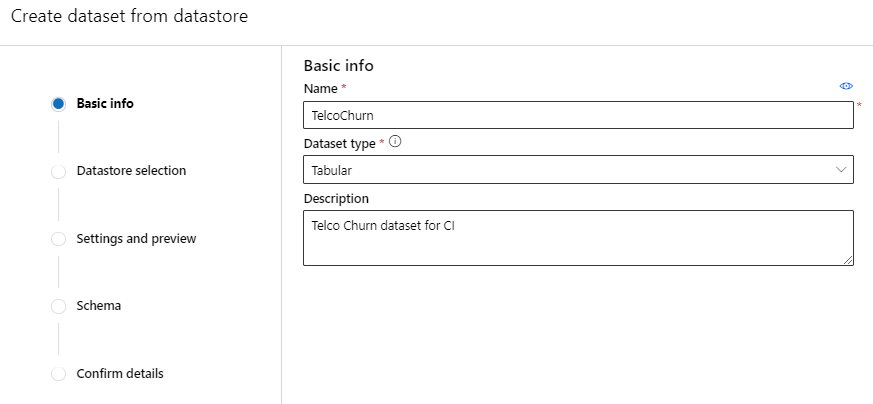 Create dataset from datastore
Basic info
Datastore selection
Settings and preview
Schema
Confirm details
Basic info
Name *
TelcoChurn
*
Dataset type *
Tabular
Description
Telco Churn dataset for CI